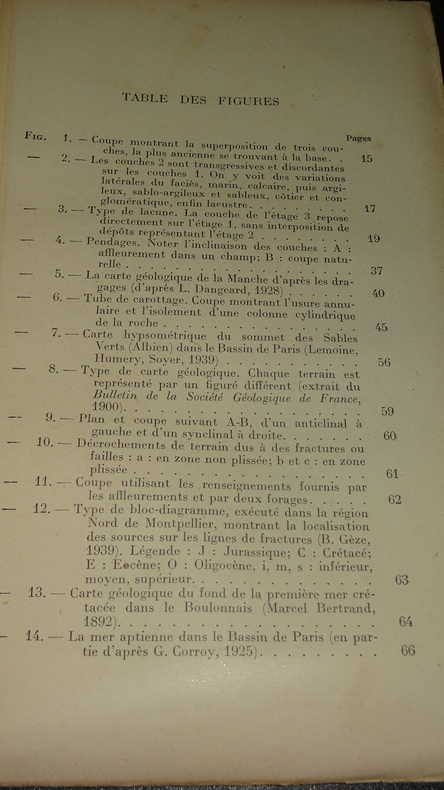 TABLE DES FIGURES
Pages
Fig. 1. — Coupe montrant la superposition de trois cou-
ches, la plus ancienne se trouvant à la base. . 15
— 2. — Les couches 2 sont transgressives et discordantes
sur les couches 1. On y voit des variations
latérales du faciès, marin, calcaire, puis argi-
leux, sablo-argileux et sableux, côtier et con-
glomératique, enfin lacustre. . . . . . . . . 17
— 3. — Type de lacune. La couche de l'étage 3 repose
directement sur l'étage 1, sans interposition de
dépôts représentant l'étage 2 . . . . . . . . 19
— 4. — Pendages. Noter l'inclinaison des couches : A :
affleurement dans un champ; B : coupe natu-
relle . . . . . . . . . . . . . . . . . . . 37
— 5. — La carte géologique de la Manche d'après les dra-
gages (d'après L. Dangeard, 1928) . . . . . . 40
— 6. — Tube de carottage. Coupe montrant l'usure annu-
laire et l'isolement d'une colonne cylindrique
de la roche . . . . . . . . . . . . . . . . 45
— 7. — Carte hypsométrique du sommet des Sables
Verts (Albien) dans le Bassin de Paris (Lemoine,
Humery, Soyer, 1939) . . . . . . . . . . . . 56
— 8. — Type de carte géologique. Chaque terrain est
représenté par un figuré différent (extrait du
Bulletin de la Société Géologique de France,
1900). . . . . . . . . . . . . . . . . . . 59
— 9. — Plan et coupe suivant A-B, d'un anticlinal à
gauche et d'un synclinal à droite. . . . . . . 60
— 10. — Décrochements de terrain dus à des fractures ou
failles : a : en zone non plissée; b et c : en zone
plissée . . . . . . . . . . . . . . . . . . 61
— 11. — Coupe utilisant les renseignements fournis par
les affleurements et par deux forages. . . . . 62
— 12. — Type de bloc-diagramme, exécuté dans la région
Nord de Montpellier, montrant la localisation
des sources sur les lignes de fractures (B. Gèze,
1939). Légende : J : Jurassique; C : Crétacé;
E : Eocène; O : Oligocène, i, m, s : inférieur,
moyen, supérieur. . . . . . . . . . . . . . 63
— 13. — Carte géologique du fond de la première mer cré-
tacée dans le Boulonnais (Marcel Bertrand,
1892). . . . . . . . . . . . . . . . . . . 64
— 14. — La mer aptienne dans le Bassin de Paris (en par-
tie d'après G. Corroy, 1925). . . . . . . . . 66